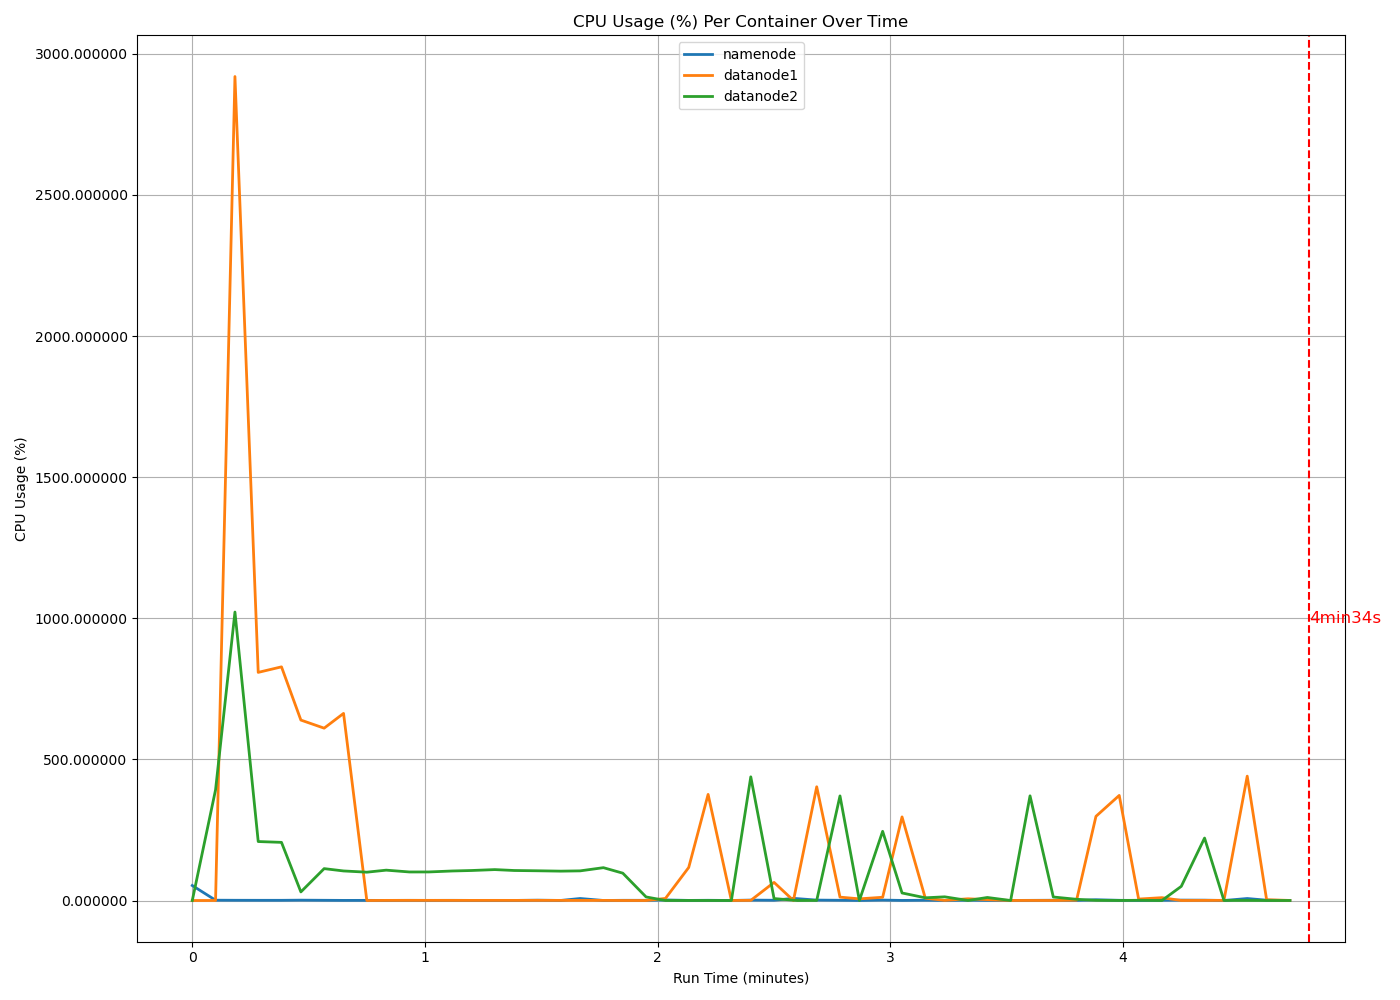 CPU Usage (%) Per Container Over Time
namenode
datanode1
datanode2
3000.000000
2500.000000
2000.000000
1500.000000
1000.000000
500.000000
0.000000
CPU Usage (%)
4min34s
0 1 2 3 4
Run Time (minutes)